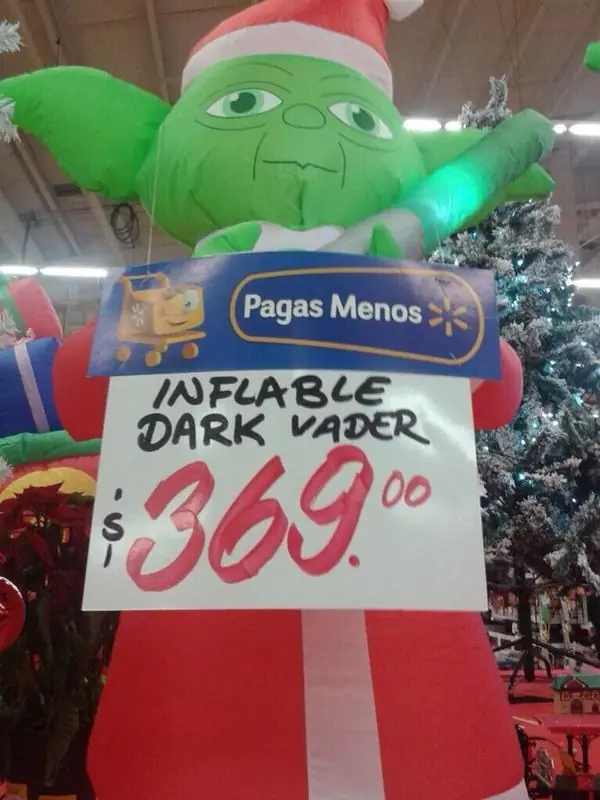 Pagas Menos
INFLABLE
DARK VADER
$369.00